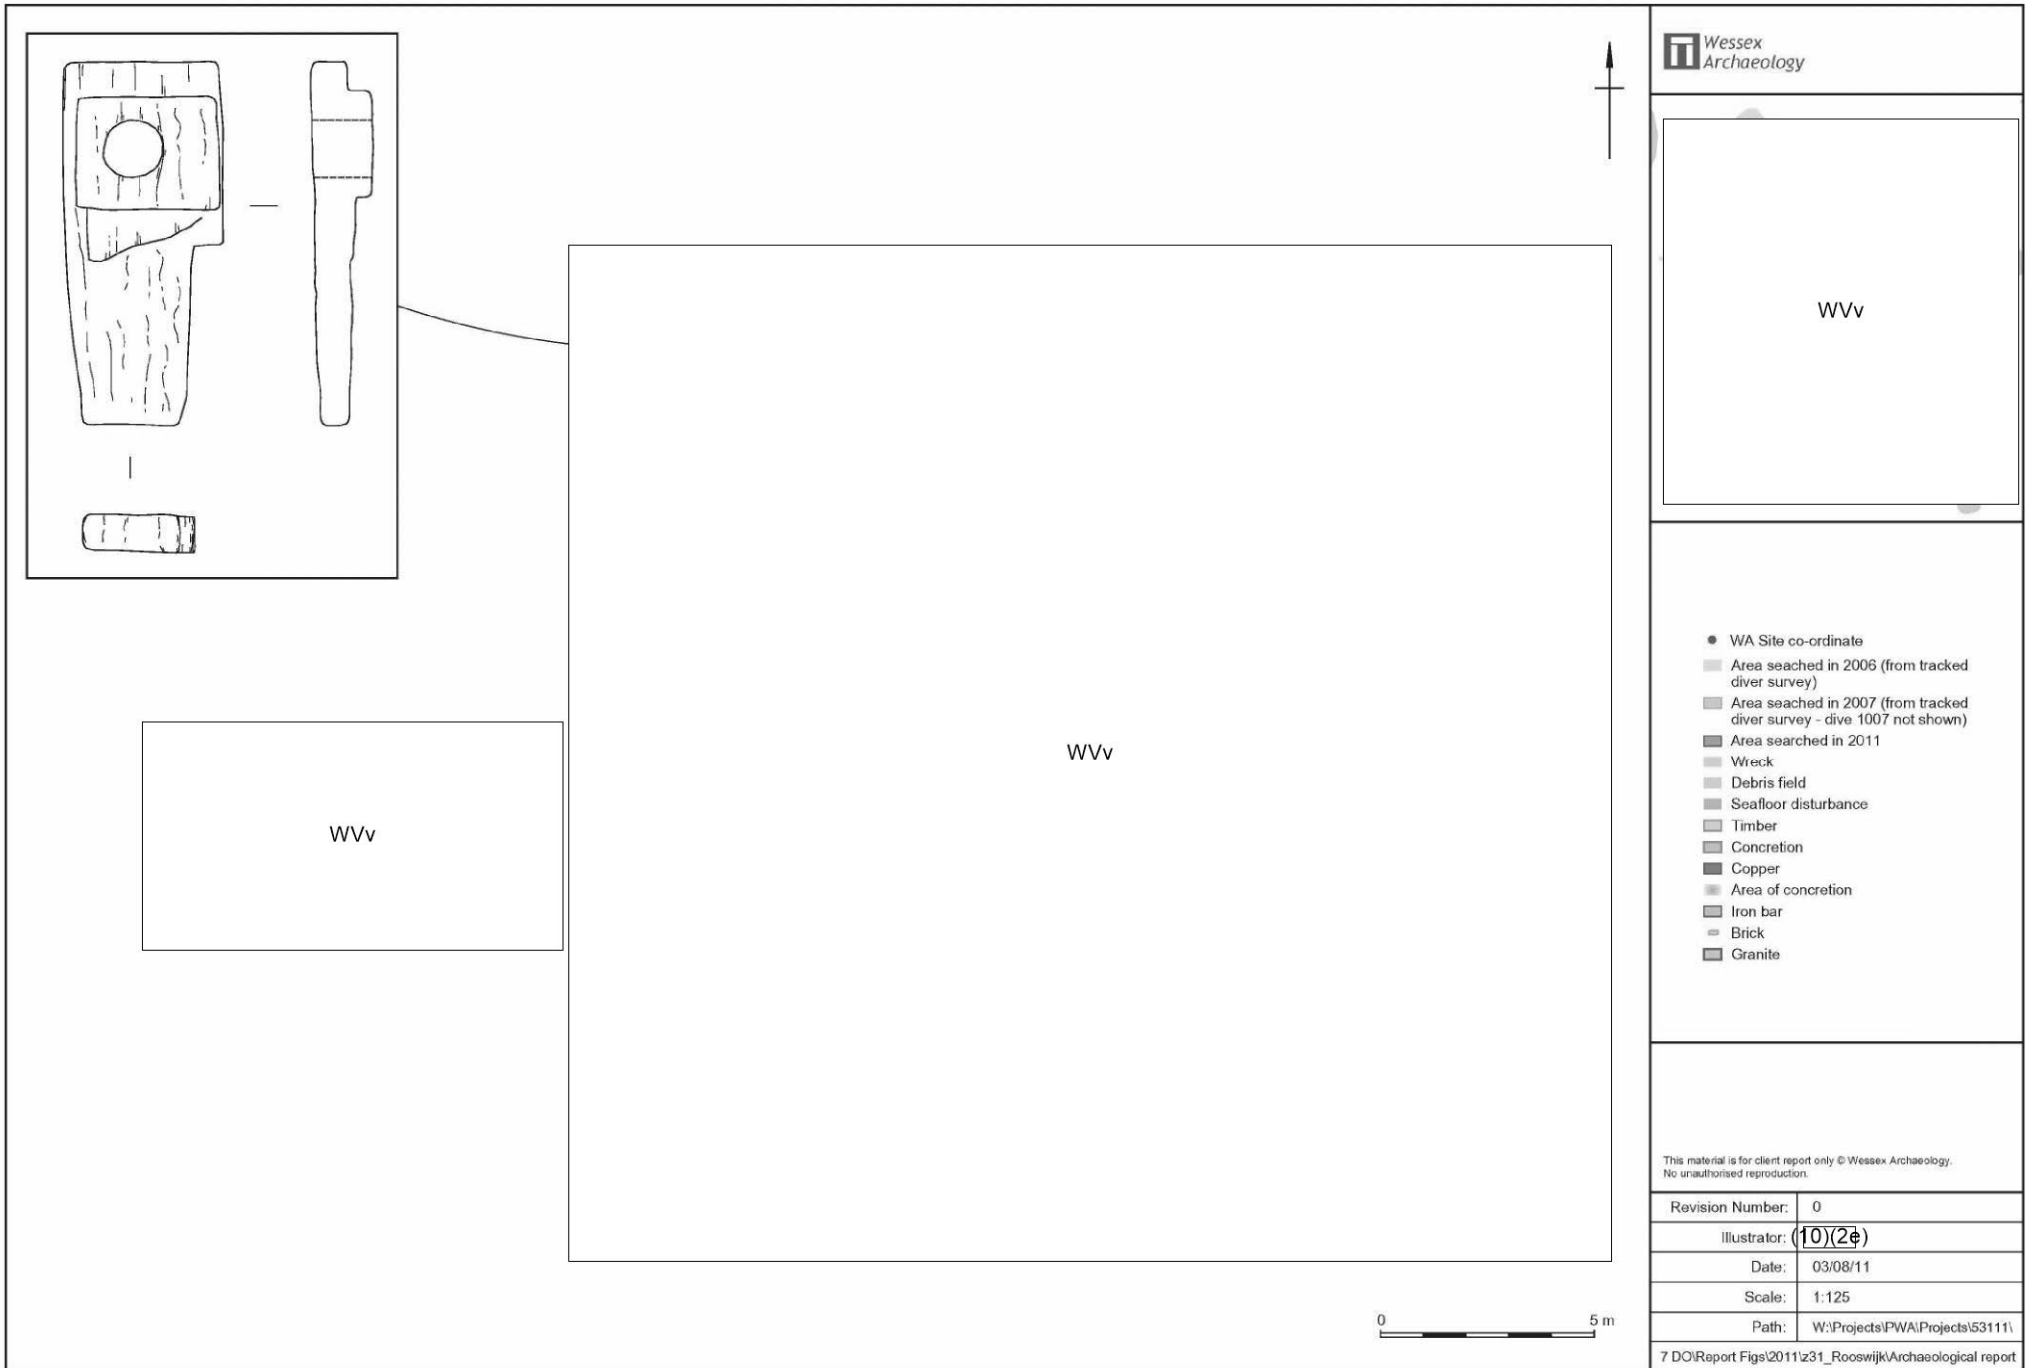 Wessex
Archaeology
WVv
WVv
WVv
WA Site co-ordinate
Area seached in 2006 (from tracked
diver survey)
Area seached in 2007 (from tracked
diver survey - dive 1007 not shown)
Area searched in 2011
Wreck
Debris field
Seafloor disturbance
Timber
Concretion
Copper
Area of concretion
Iron bar
Brick
Granite
0 5 m
This material is for client report only © Wessex Archaeology.
No unauthorised reproduction.
Revision Number: 0
Illustrator: (10)(2e)
Date: 03/08/11
Scale: 1:125
Path: W:\Projects\PWA\Projects\53111\
7 DO\Report Figs\2011\z31_Rooswijk\Archaeological report